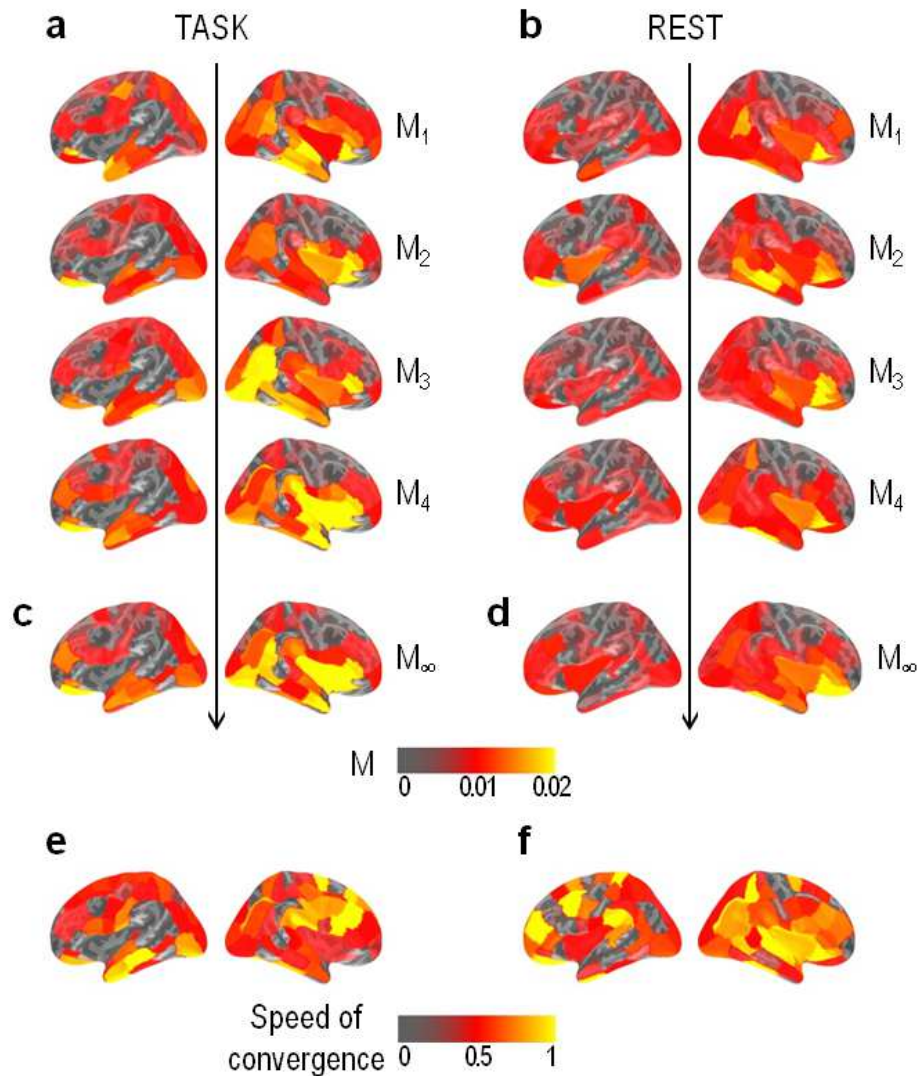 a TASK
b REST
M₁ M₁
M₂ M₂
M₃ M₃
M₄ M₄
c d
M∞ M∞
M
0 0.01 0.02
e f
Speed of
convergence
0 0.5 1